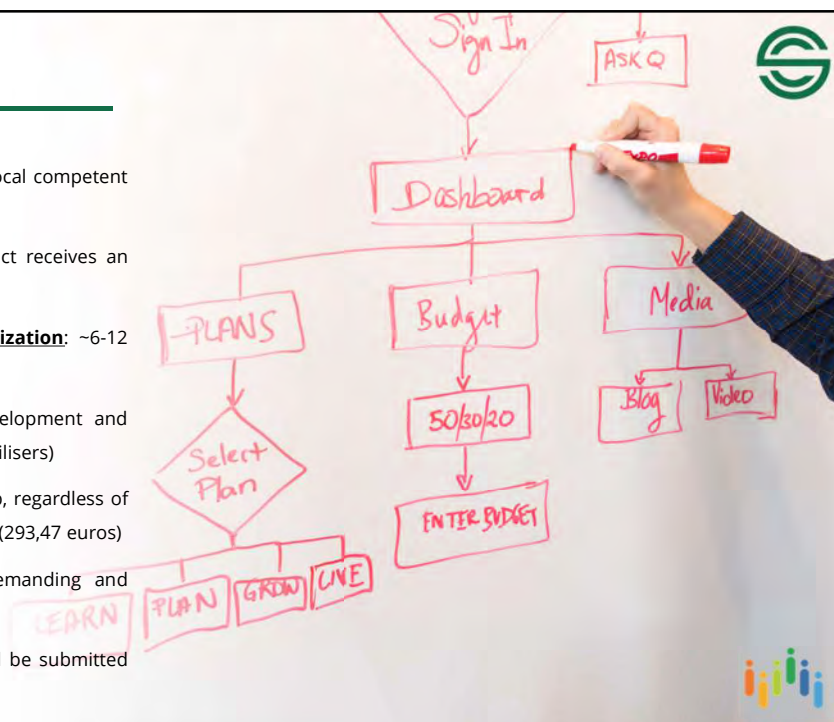 ocal competent
ct receives an
ization: ~6-12
elopment and
ilisers)
, regardless of
(293,47 euros)
emanding and
be submitted
Sign In
ASK Q
Dashboard
PLANS
Budget
Media
Select
Plan
50/30/20
Blog
Video
ENTER BUDGET
LEARN
PLAN
GROW
LIVE